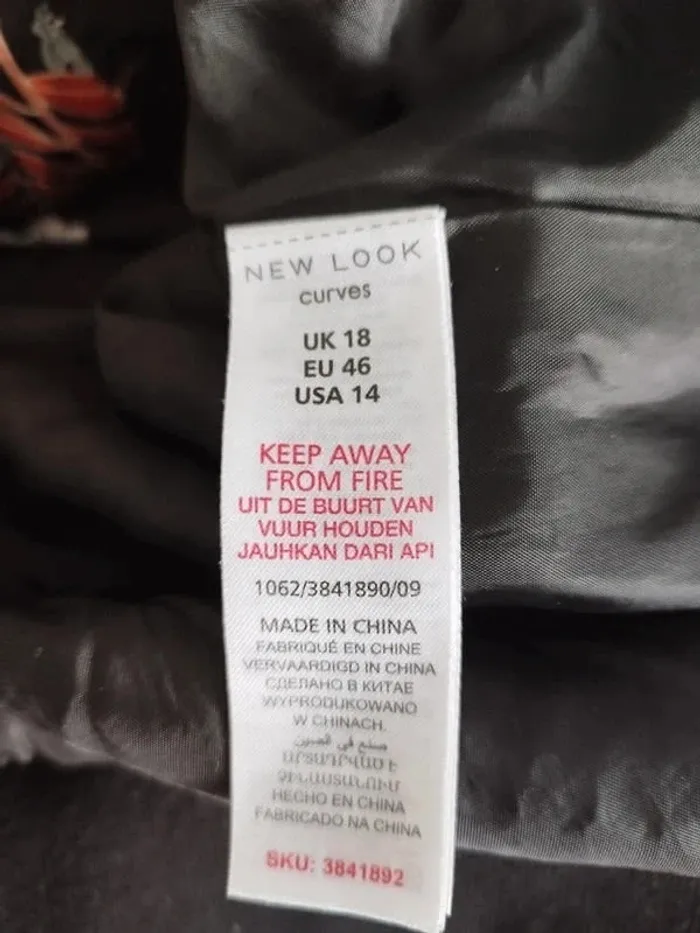 NEW LOOK
curves
UK 18
EU 46
USA 14
KEEP AWAY
FROM FIRE
UIT DE BUURT VAN
VUUR HOUDEN
JAUHKAN DARI API
1062/3841890/09
MADE IN CHINA
FABRIQUÉ EN CHINE
VERVAARDIGD IN CHINA
СДЕЛАНО В КИТАЕ
WYPRODUKOWANO
W CHINACH.
صنع في الصين
ԱՐՏԱԴՐՎԱԾ Է
ՉԻՆԱՍՏԱՆՈՒՄ
HECHO EN CHINA
FABRICADO NA CHINA
SKU: 3841892